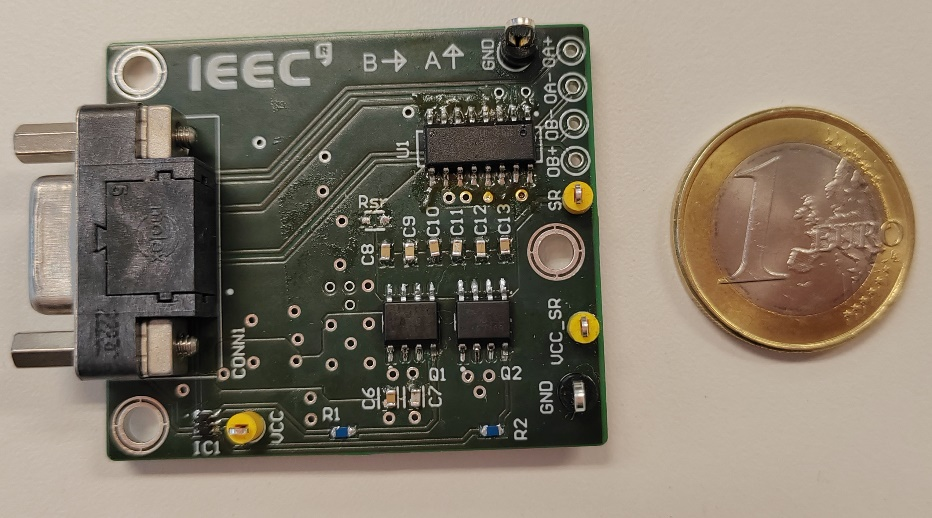 IEEC
B→ A↑
GND
OA+
OA-
OB-
OB+
SR
U1
Rsr
C8
C9
C10
C11
C12
C13
VCC_SR
GND
CONN1
Q1
Q2
C6
C7
R1
R2
IC1
VCC
molex
1
EURO